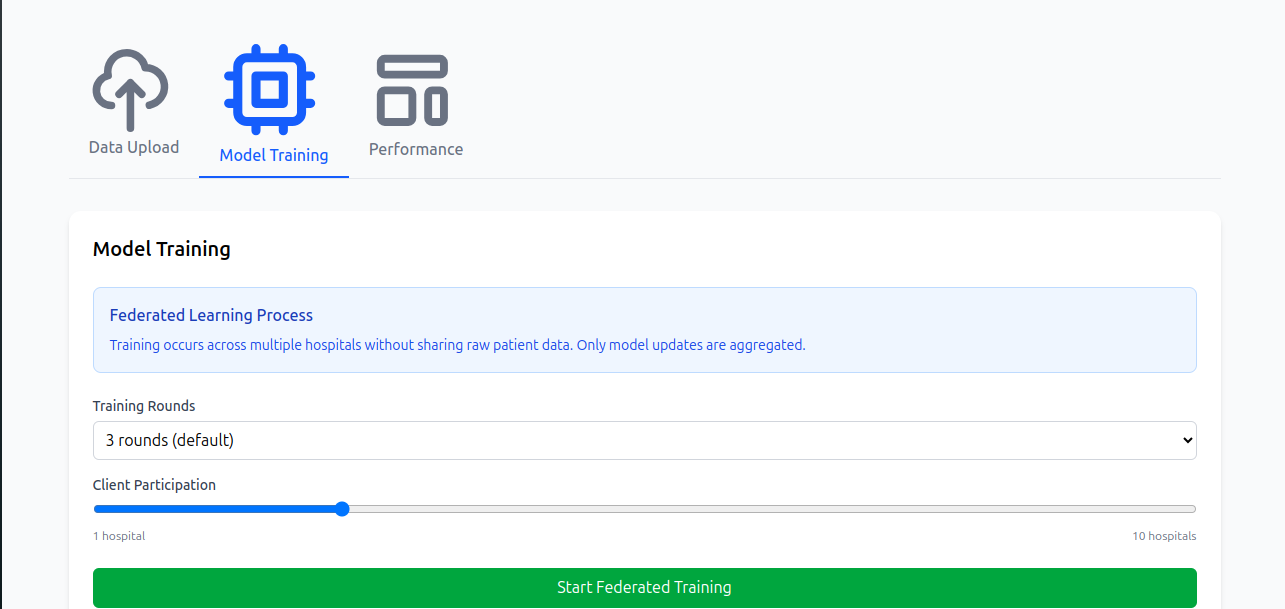 Data Upload
Model Training
Performance
Model Training
Federated Learning Process
Training occurs across multiple hospitals without sharing raw patient data. Only model updates are aggregated.
Training Rounds
3 rounds (default)
Client Participation
1 hospital
10 hospitals
Start Federated Training